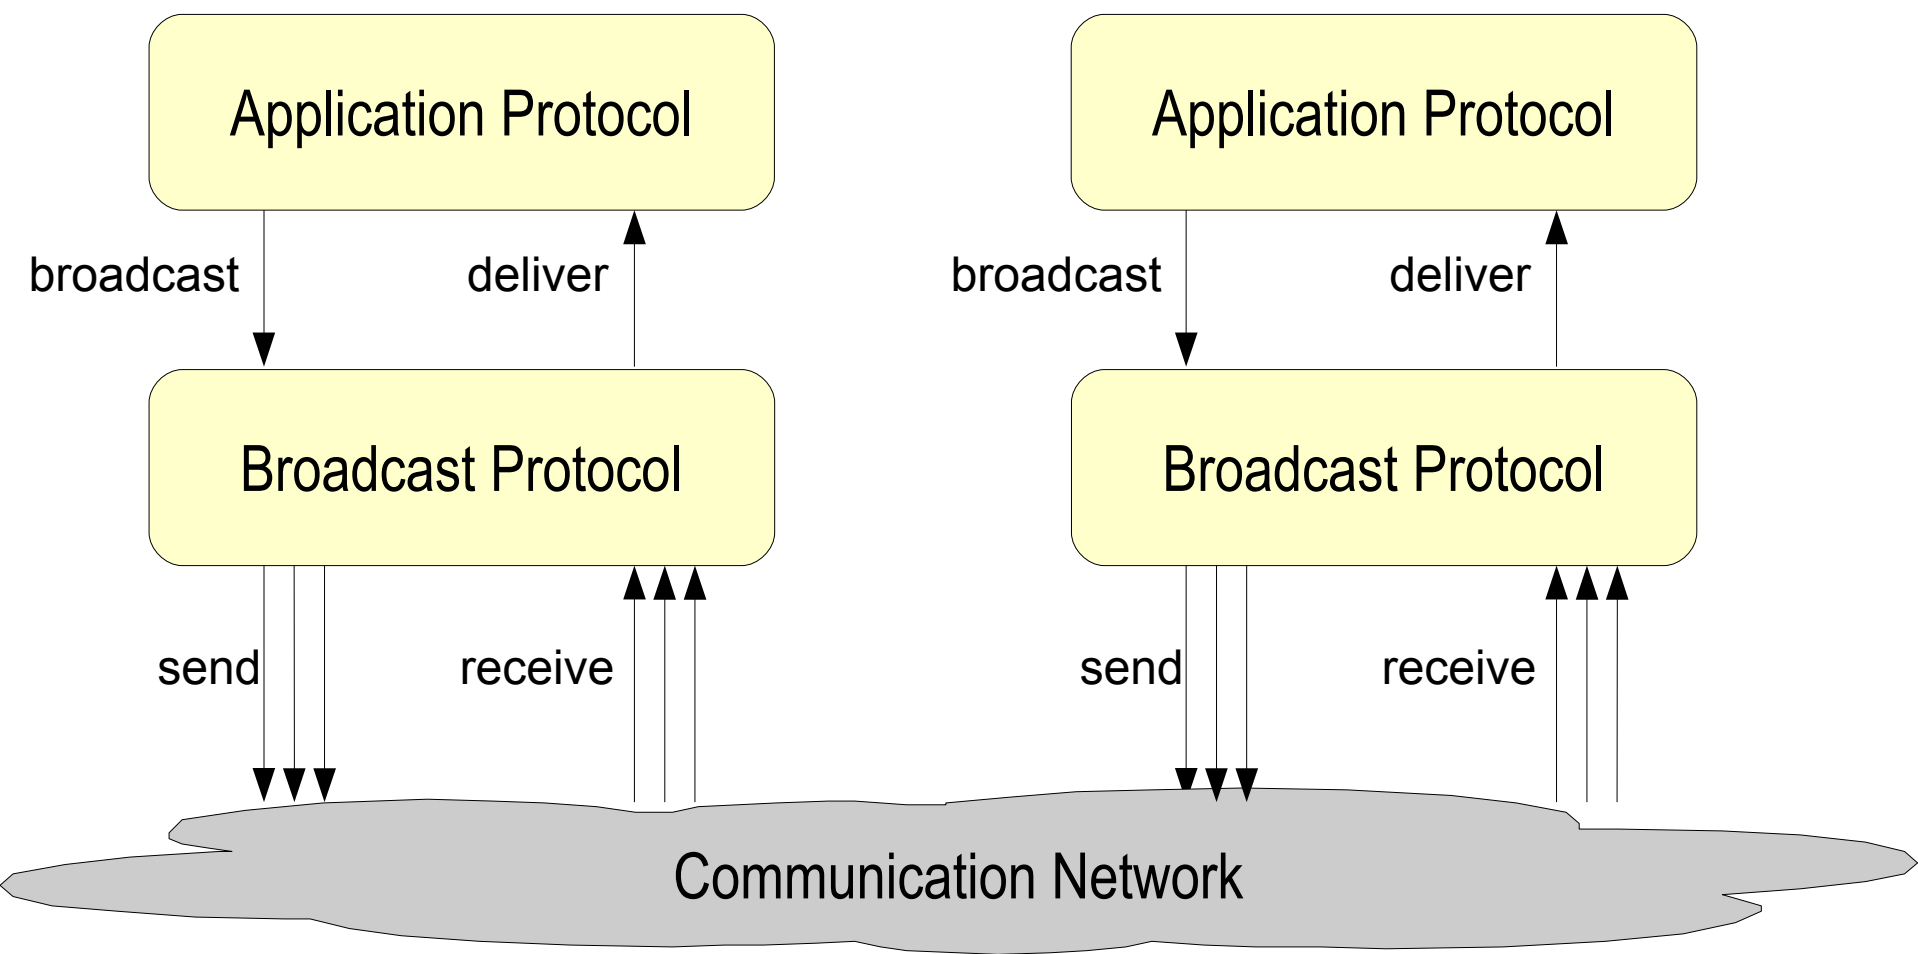 Application Protocol
Application Protocol
broadcast
deliver
broadcast
deliver
Broadcast Protocol
Broadcast Protocol
send
receive
send
receive
Communication Network